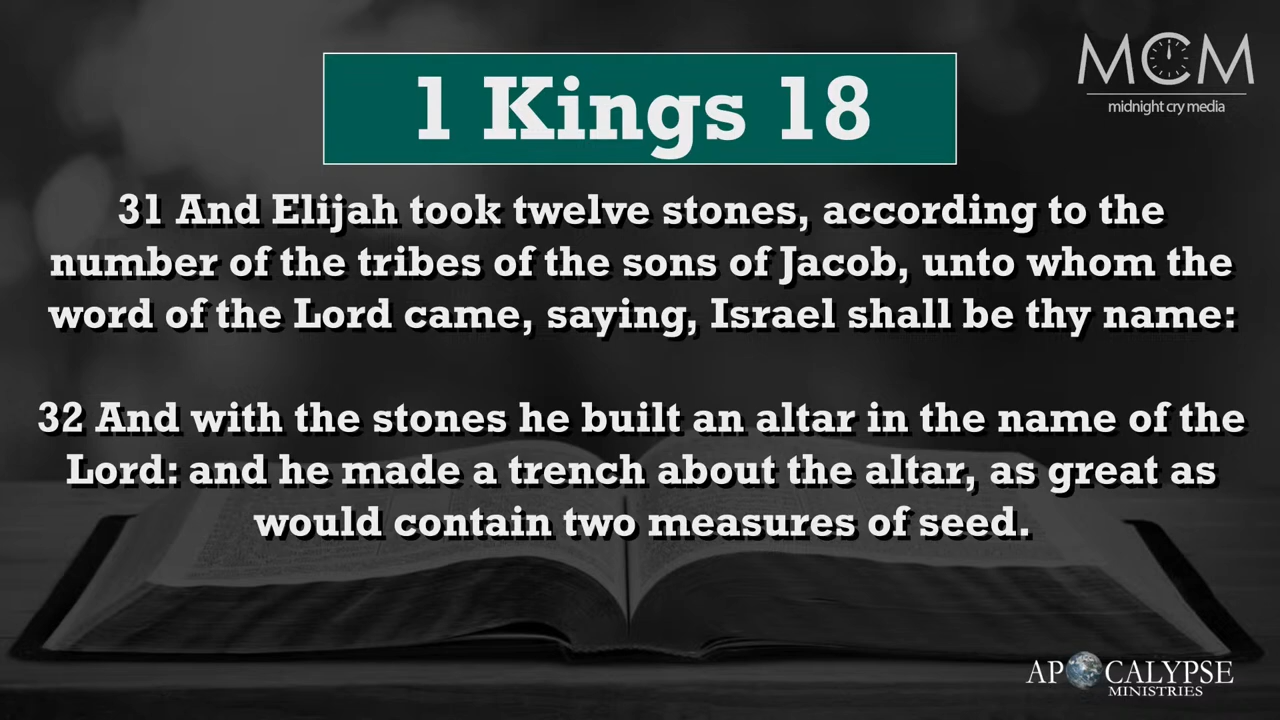 MCM
midnight cry media
1 Kings 18
31 And Elijah took twelve stones, according to the
number of the tribes of the sons of Jacob, unto whom the
word of the Lord came, saying, Israel shall be thy name:
32 And with the stones he built an altar in the name of the
Lord: and he made a trench about the altar, as great as
would contain two measures of seed.
APOCALYPSE
MINISTRIES